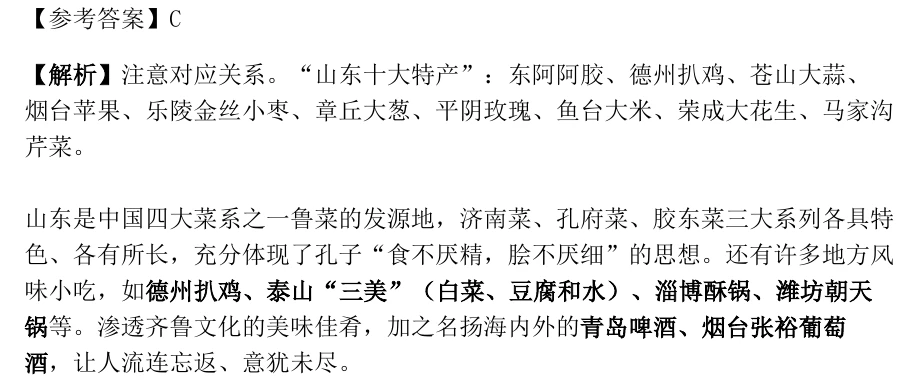 【参考答案】C
【解析】注意对应关系。“山东十大特产”：东阿阿胶、德州扒鸡、苍山大蒜、
烟台苹果、乐陵金丝小枣、章丘大葱、平阴玫瑰、鱼台大米、荣成大花生、马家沟
芹菜。
山东是中国四大菜系之一鲁菜的发源地，济南菜、孔府菜、胶东菜三大系列各具特
色、各有所长，充分体现了孔子“食不厌精，脍不厌细”的思想。还有许多地方风
味小吃，如德州扒鸡、泰山“三美”（白菜、豆腐和水）、淄博酥锅、潍坊朝天
锅等。渗透齐鲁文化的美味佳肴，加之名扬海内外的青岛啤酒、烟台张裕葡萄
酒，让人流连忘返、意犹未尽。